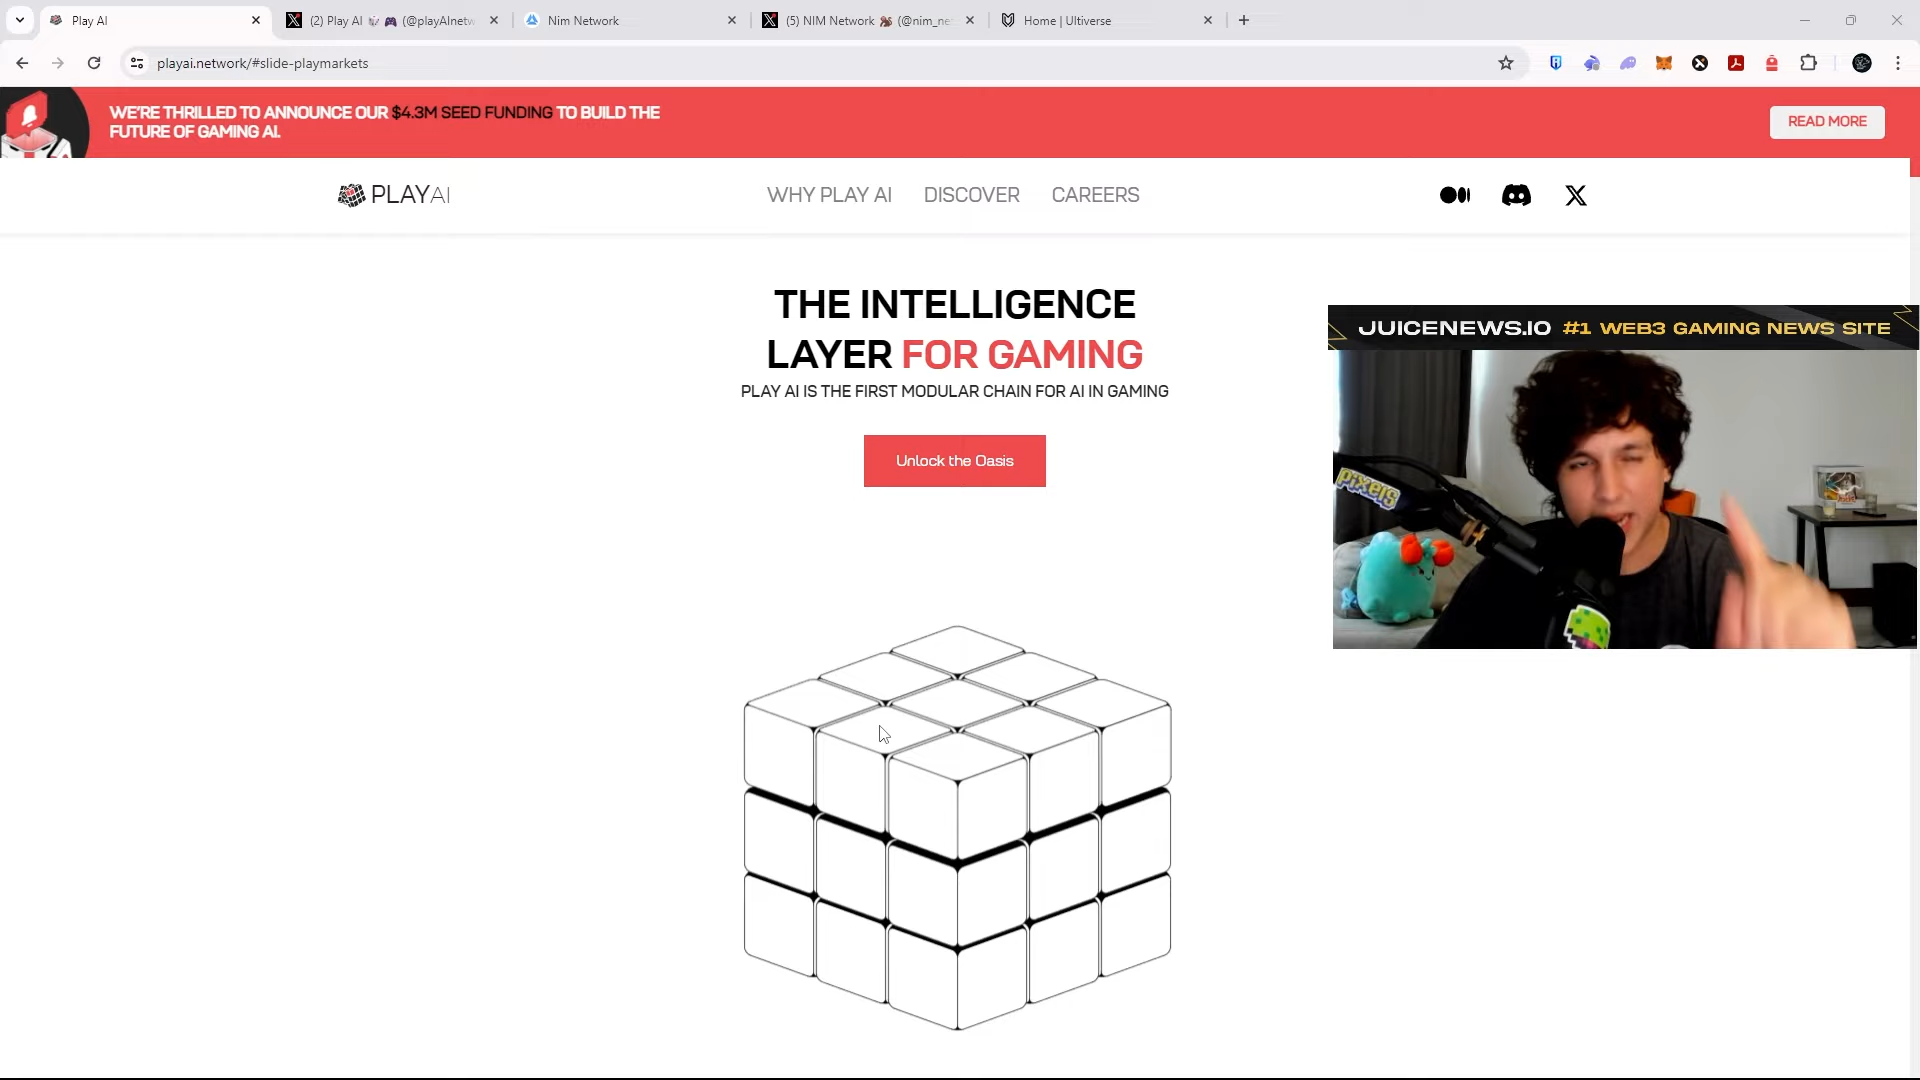 Play AI
(2) Play AI 🎲 🎮 (@playAInetw
Nim Network
(5) NIM Network 🐿️ (@nim_ne
Home | Ultiverse
playai.network/#slide-playmarkets
WE'RE THRILLED TO ANNOUNCE OUR $4.3M SEED FUNDING TO BUILD THE
FUTURE OF GAMING AI.
READ MORE
PLAYAI
WHY PLAY AI
DISCOVER
CAREERS
THE INTELLIGENCE
LAYER FOR GAMING
PLAY AI IS THE FIRST MODULAR CHAIN FOR AI IN GAMING
Unlock the Oasis
JUICENEWS.IO #1 WEB3 GAMING NEWS SITE
pixels